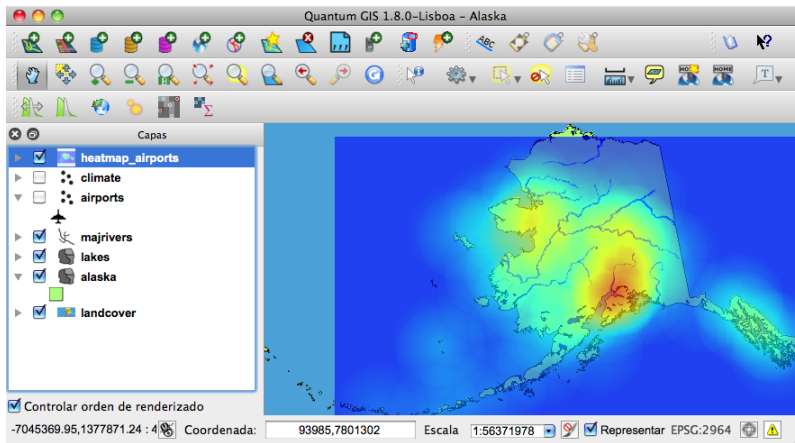 Quantum GIS 1.8.0-Lisboa - Alaska
ABC
HOME
T
Capas
heatmap_airports
climate
airports
majrivers
lakes
alaska
landcover
Controlar orden de renderizado
-7045369.95,1377871.24 : 4 Coordenada: 93985,7801302 Escala 1:56371978 Representar EPSG:2964